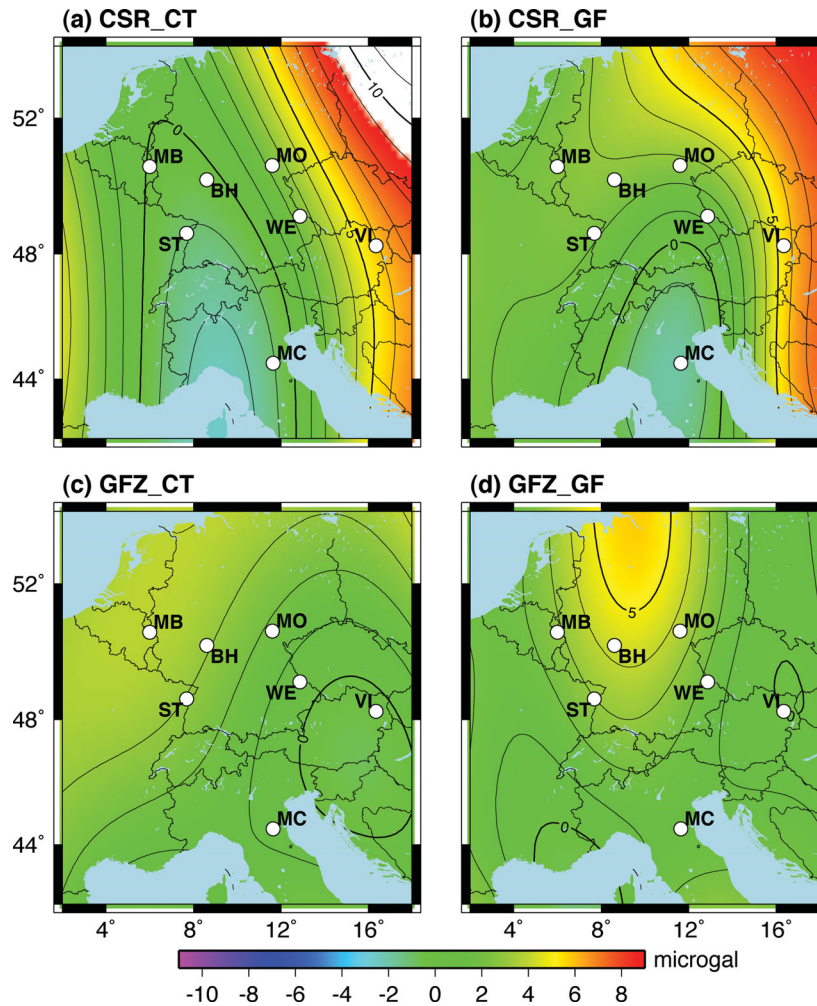 (a) CSR_CT
(b) CSR_GF
52°
48°
44°
0
5
10
MB
MO
BH
ST
WE
VI
MC
0
5
MB
MO
BH
ST
WE
VI
MC
(c) GFZ_CT
(d) GFZ_GF
52°
48°
44°
0
MB
MO
BH
ST
WE
VI
MC
5
0
0
MB
MO
BH
ST
WE
VI
MC
4° 8° 12° 16°
4° 8° 12° 16°
microgal
-10 -8 -6 -4 -2 0 2 4 6 8